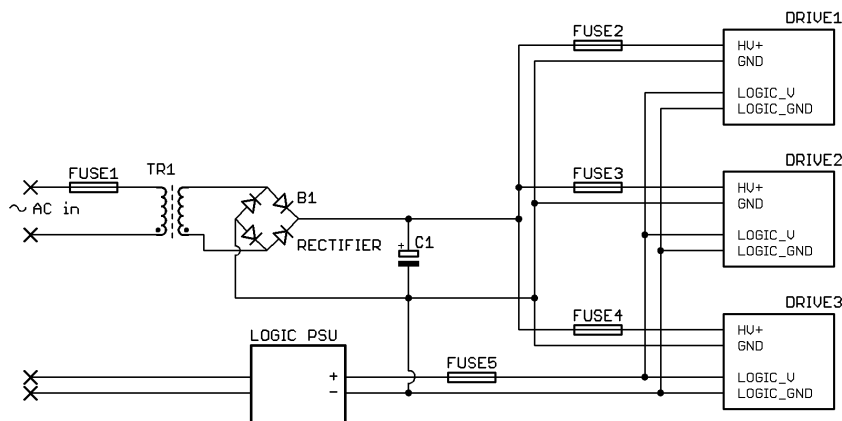 DRIVE1
FUSE2
HV+
GND
LOGIC_V
LOGIC_GND
DRIVE2
FUSE1
TR1
FUSE3
HV+
GND
B1
~ AC in
LOGIC_V
LOGIC_GND
RECTIFIER
+
C1
DRIVE3
FUSE4
HV+
GND
LOGIC PSU
FUSE5
+
LOGIC_V
-
LOGIC_GND